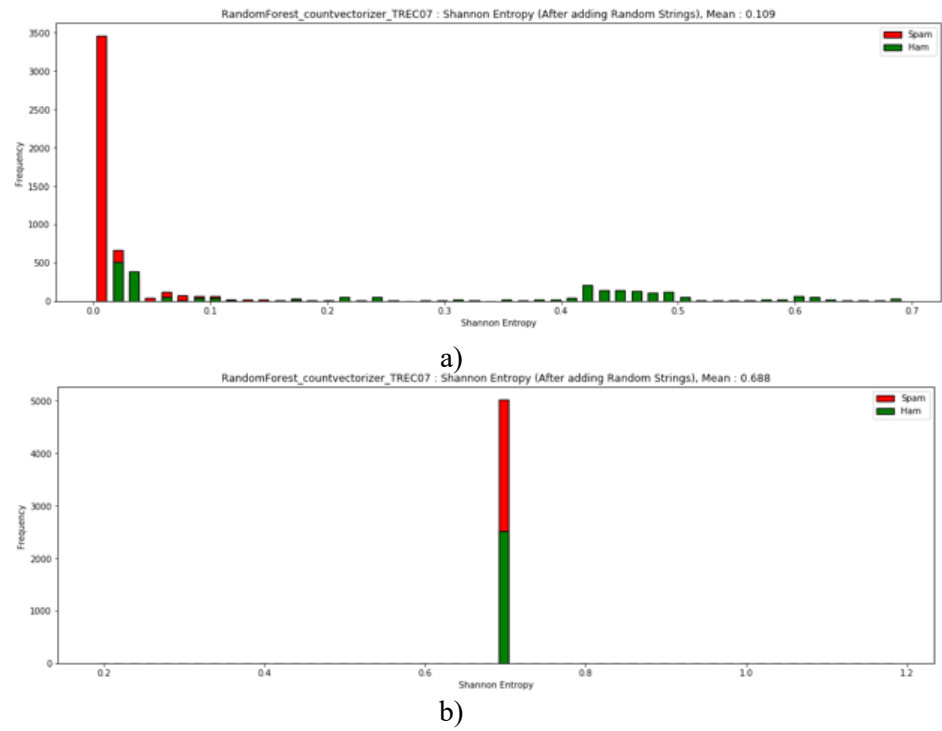 RandomForest_countvectorizer_TREC07 : Shannon Entropy (After adding Random Strings), Mean : 0.109
Spam
Ham
3500
3000
2500
2000
1500
1000
500
0
Frequency
0.0 0.1 0.2 0.3 0.4 0.5 0.6 0.7
Shannon Entropy
a)
RandomForest_countvectorizer_TREC07 : Shannon Entropy (After adding Random Strings), Mean : 0.688
Spam
Ham
5000
4000
3000
2000
1000
0
Frequency
0.2 0.4 0.6 0.8 1.0 1.2
Shannon Entropy
b)